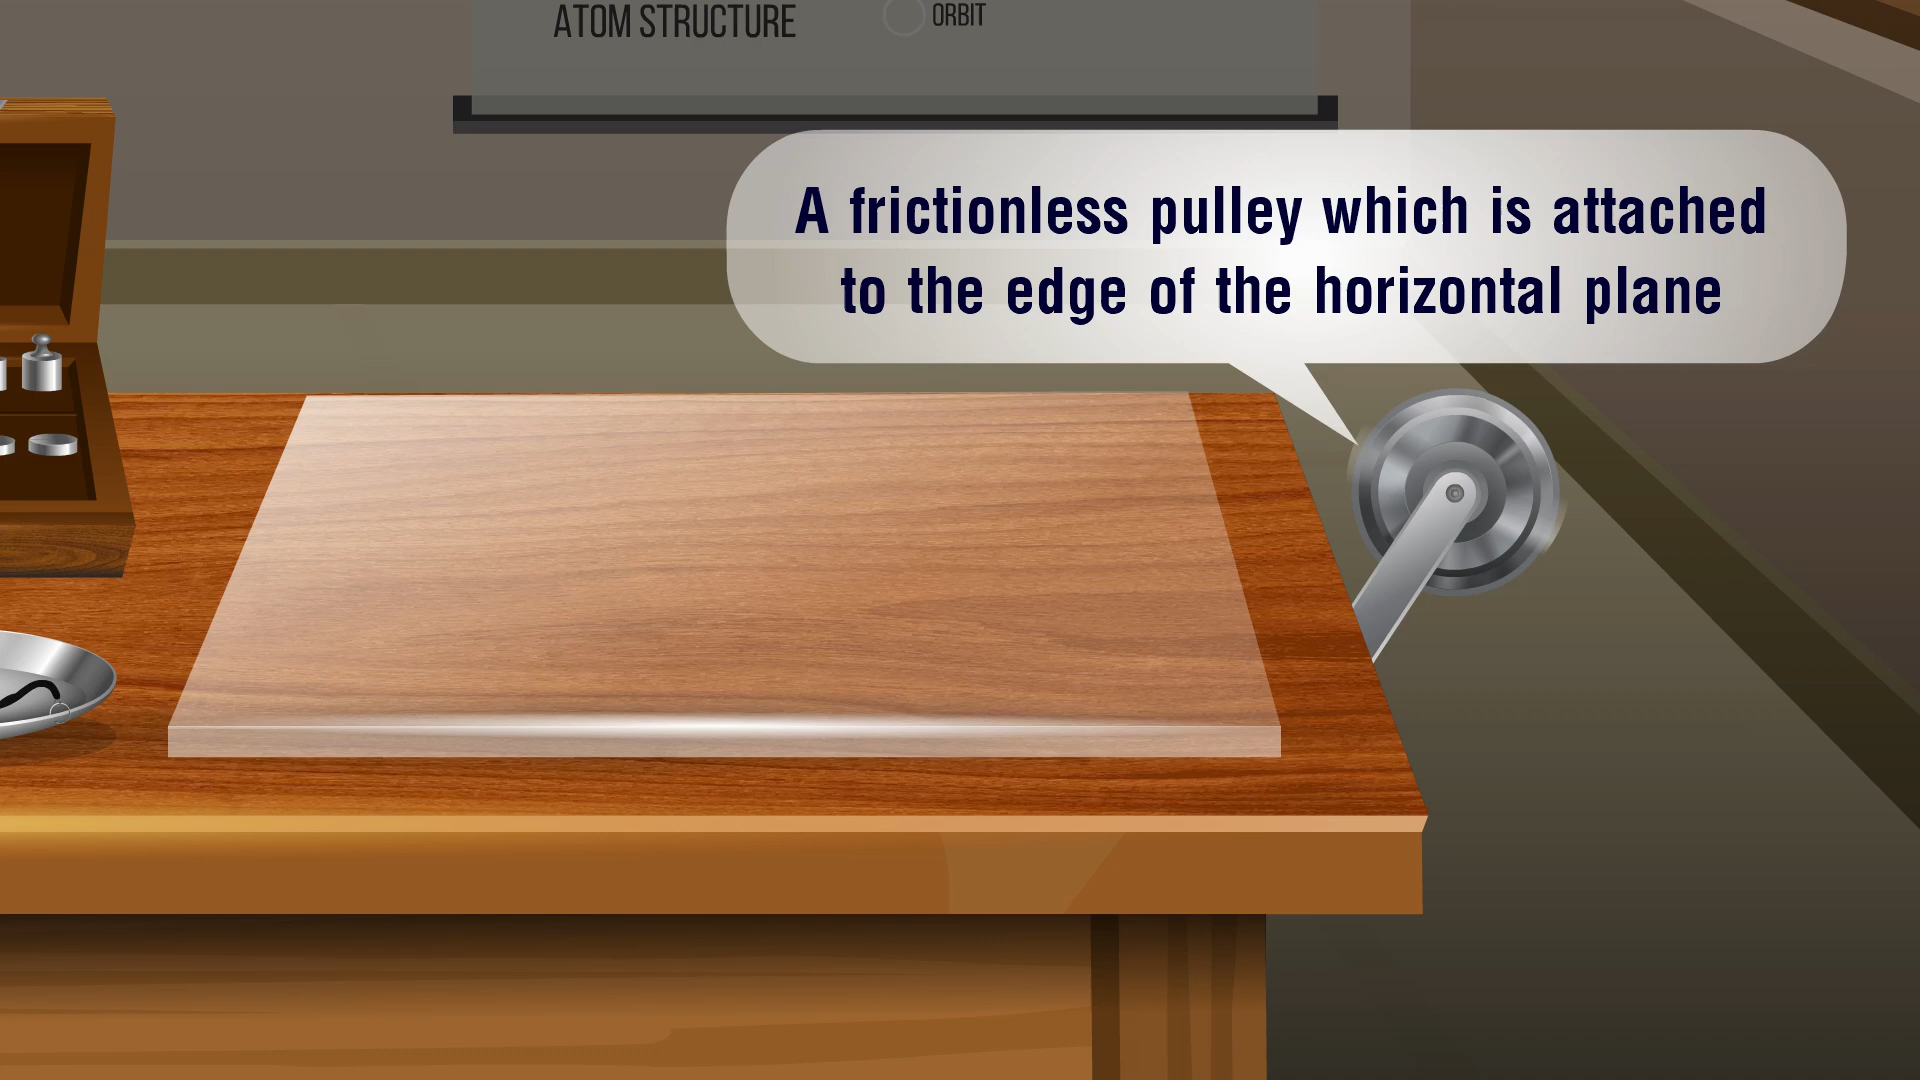 ATOM STRUCTURE
ORBIT
A frictionless pulley which is attached
to the edge of the horizontal plane